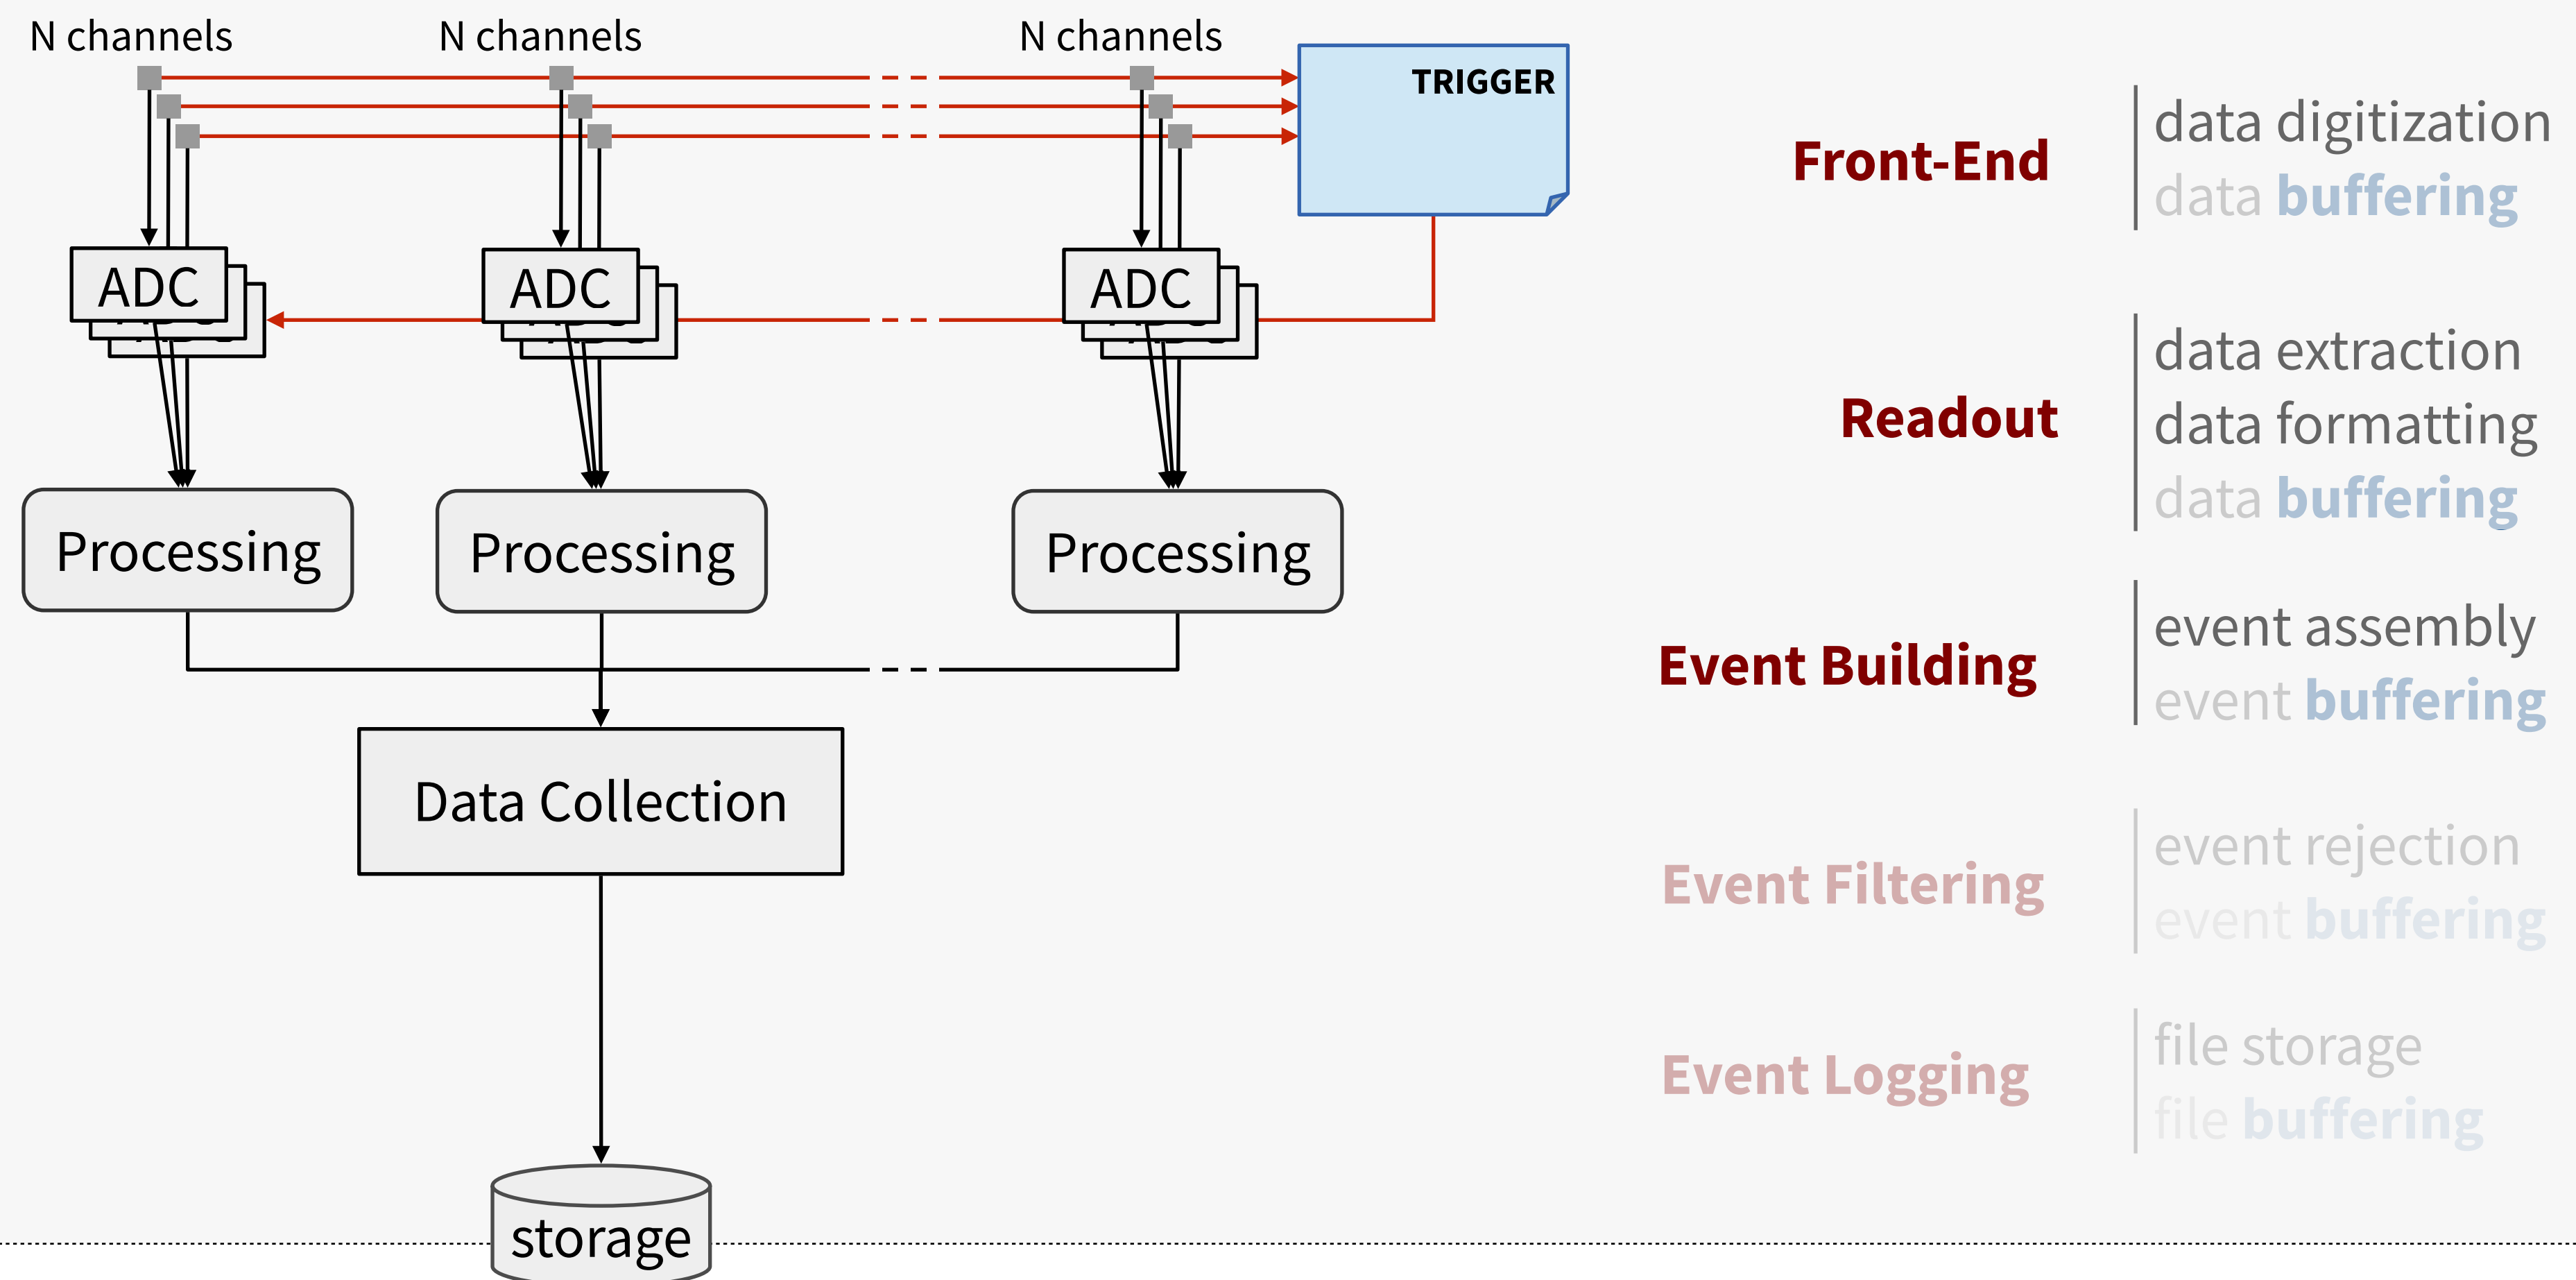 N channels
N channels
N channels
TRIGGER
ADC
ADC
ADC
Processing
Processing
Processing
Data Collection
storage
Front-End
data digitization
data buffering
Readout
data extraction
data formatting
data buffering
Event Building
event assembly
event buffering
Event Filtering
event rejection
event buffering
Event Logging
file storage
file buffering